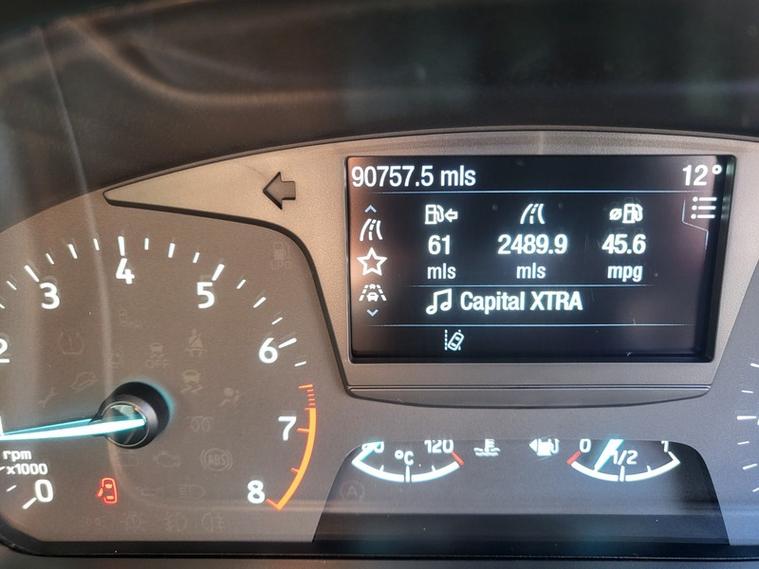 90757.5 mls 12°
61 2489.9 45.6
mls mls mpg
Capital XTRA
2 3 4 5 6 7 8
rpm
x1000
0
ABS
120 0 1
°C 1/2